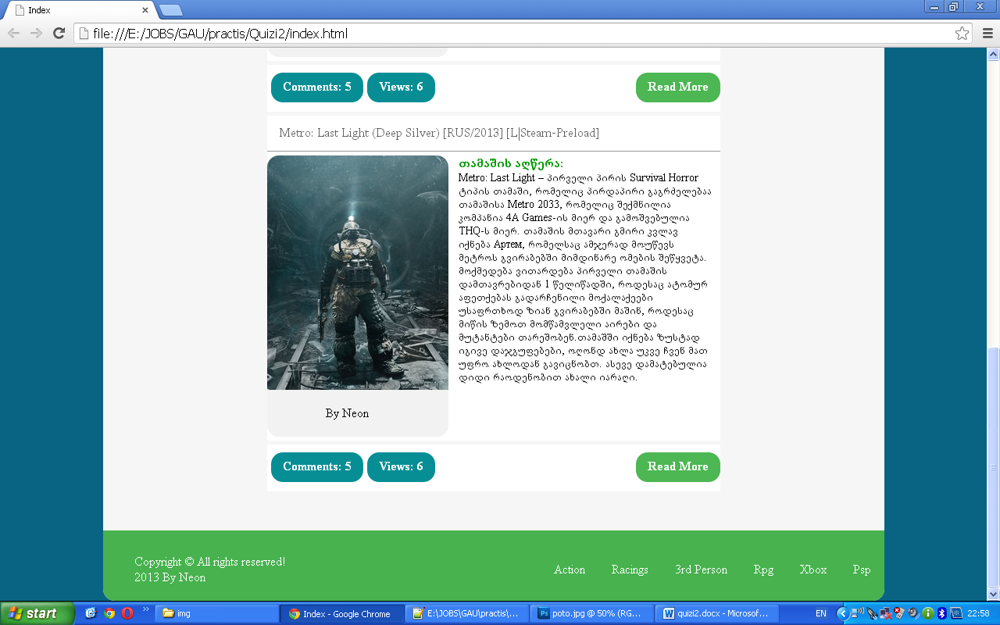 Index
file:///E:/JOBS/GAU/practis/Quizi2/index.html
Comments: 5 Views: 6 Read More
Metro: Last Light (Deep Silver) [RUS/2013] [L|Steam-Preload]
თამაშის აღწერა:
Metro: Last Light – პირველი პირის Survival Horror
ტიპის თამაში, რომელიც პირდაპირი გაგრძელებაა
თამაშისა Metro 2033, რომელიც შექმნილია
კომპანია 4A Games-ის მიერ და გამოშვებულია
THQ-ს მიერ. თამაშის მთავარი გმირი კვლავ
იქნება Артем, რომელსაც ამჯერად მოუწევს
მეტროს გვირაბებში მიმდინარე ომების შეწყვეტა.
მოქმედება ვითარდება პირველი თამაშის
დამთავრებიდან 1 წელიწადში, როდესაც ატომურ
აფეთქებას გადარჩენილი მოქალაქეები
უსაფრთხოდ ზიან გვირაბებში მაშინ, როდესაც
მიწის ზემოთ მომწამვლელი აირები და
მუტანტები თარეშობენ.თამაშში იქნება ზუსტად
იგივე დაჯგუფებები, ოღონდ ახლა უკვე ჩვენ მათ
უფრო ახლოდან გავიცნობთ. ასევე დამატებულია
დიდი რაოდენობით ახალი იარაღი.
By Neon
Comments: 5 Views: 6 Read More
Copyright © All rights reserved!
2013 By Neon
Action Racings 3rd Person Rpg Xbox Psp
start img Index - Google Chrome E:\JOBS\GAU\practis\... poto.jpg @ 50% (RG... quizi2.docx - Microsof... EN 22:58